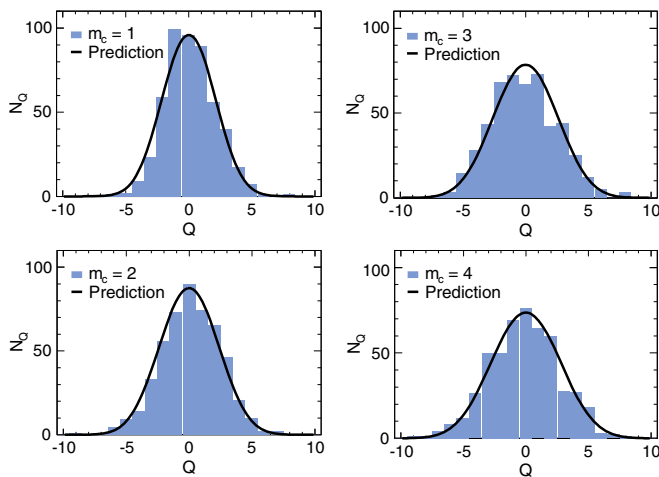 100
50
0
N_Q
m_c = 1
Prediction
-10
-5
0
5
10
Q
100
50
0
N_Q
m_c = 3
Prediction
-10
-5
0
5
10
Q
100
50
0
N_Q
m_c = 2
Prediction
-10
-5
0
5
10
Q
100
50
0
N_Q
m_c = 4
Prediction
-10
-5
0
5
10
Q